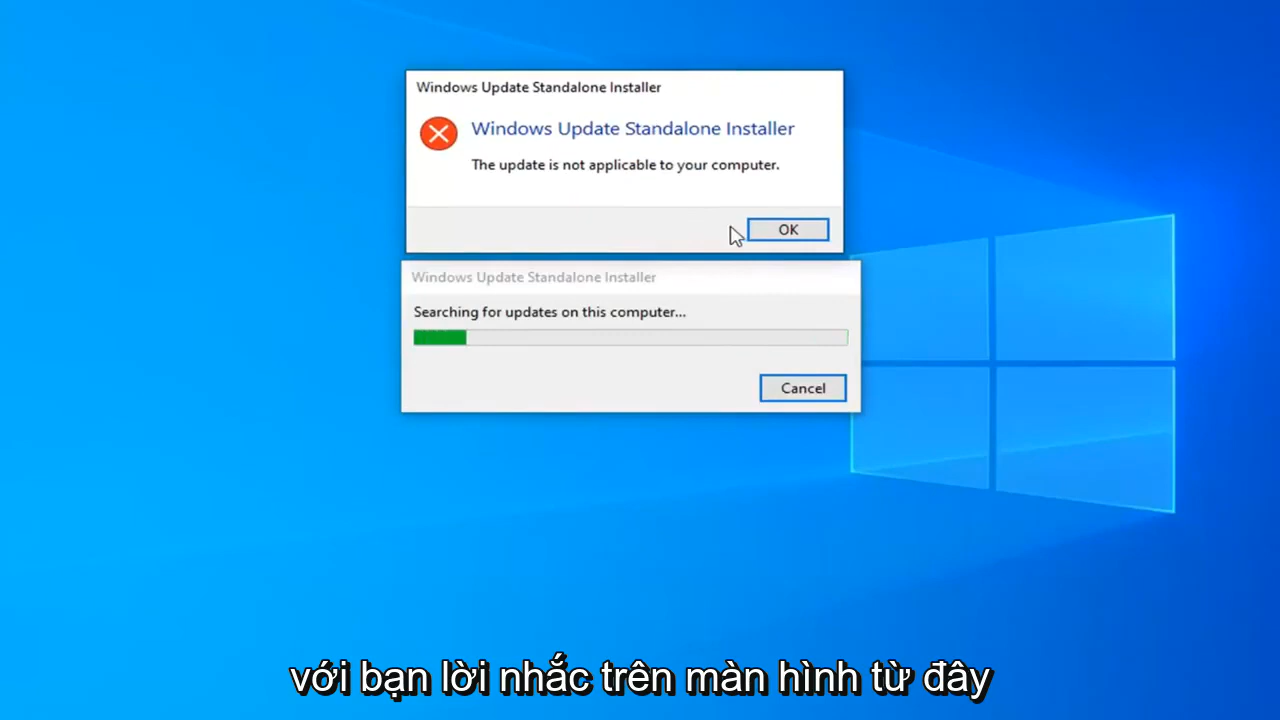 Windows Update Standalone Installer
Windows Update Standalone Installer
The update is not applicable to your computer.
OK
Windows Update Standalone Installer
Searching for updates on this computer...
Cancel
với bạn lời nhắc trên màn hình từ đây